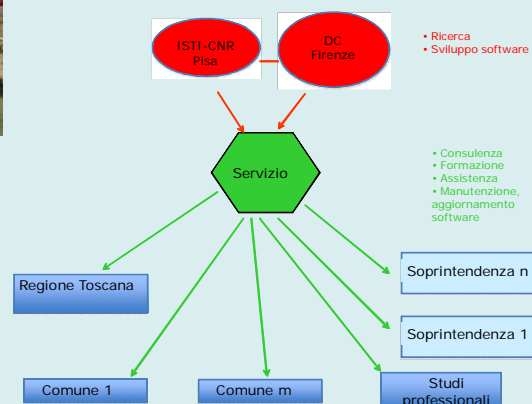 ISTI-CNR
Pisa
DC
Firenze
• Ricerca
• Sviluppo software
Servizio
• Consulenza
• Formazione
• Assistenza
• Manutenzione,
aggiornamento
software
Regione Toscana
Soprintendenza n
Soprintendenza 1
Comune 1
Comune m
Studi
professionali